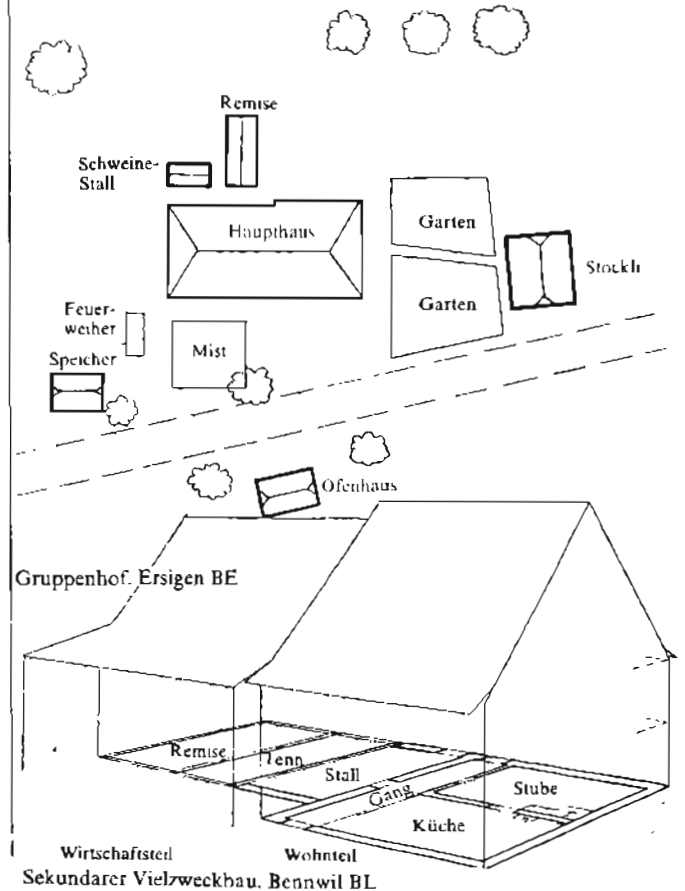 Remise
Schweine-
Stall
Haupthaus
Garten
Stöckli
Garten
Feuer-
weiher
Mist
Speicher
Ofenhaus
Gruppenhof. Ersigen BE
Remise
Tenn
Stall
Gang
Stube
Küche
Wirtschaftsteil
Wohnteil
Sekundarer Vielzweckbau, Bennwil BL